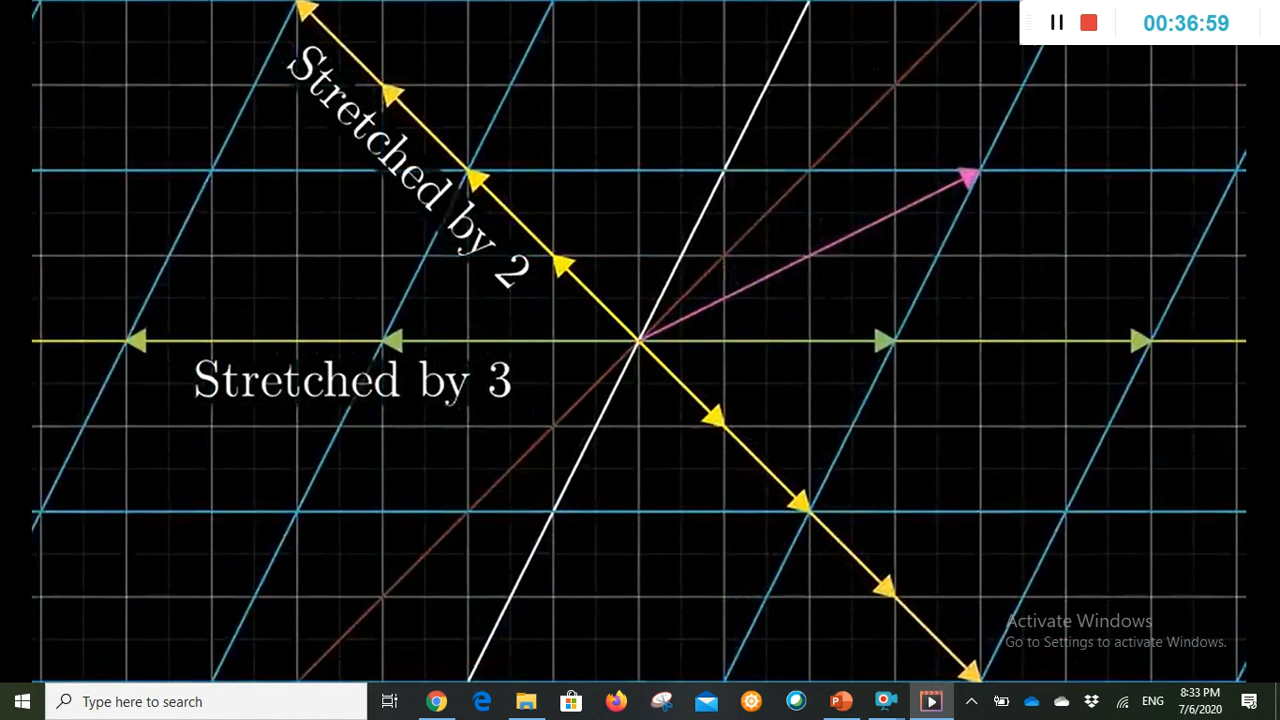 00:36:59
Stretched by 2
Stretched by 3
Activate Windows
Go to Settings to activate Windows.
Type here to search
ENG
8:33 PM
7/6/2020